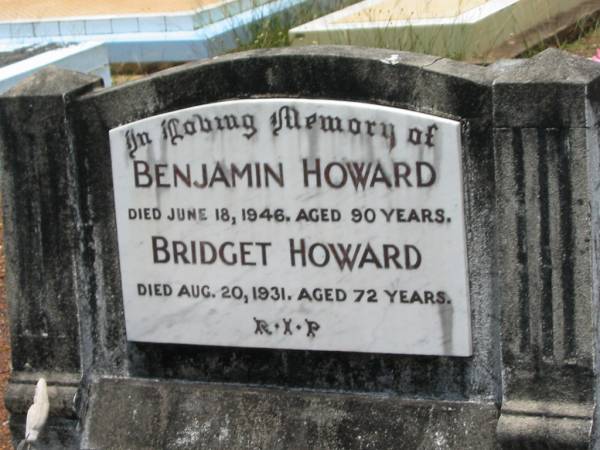 In Loving Memory of
BENJAMIN HOWARD
DIED JUNE 18, 1946. AGED 90 YEARS.
BRIDGET HOWARD
DIED AUG. 20, 1931. AGED 72 YEARS.
R·I·P